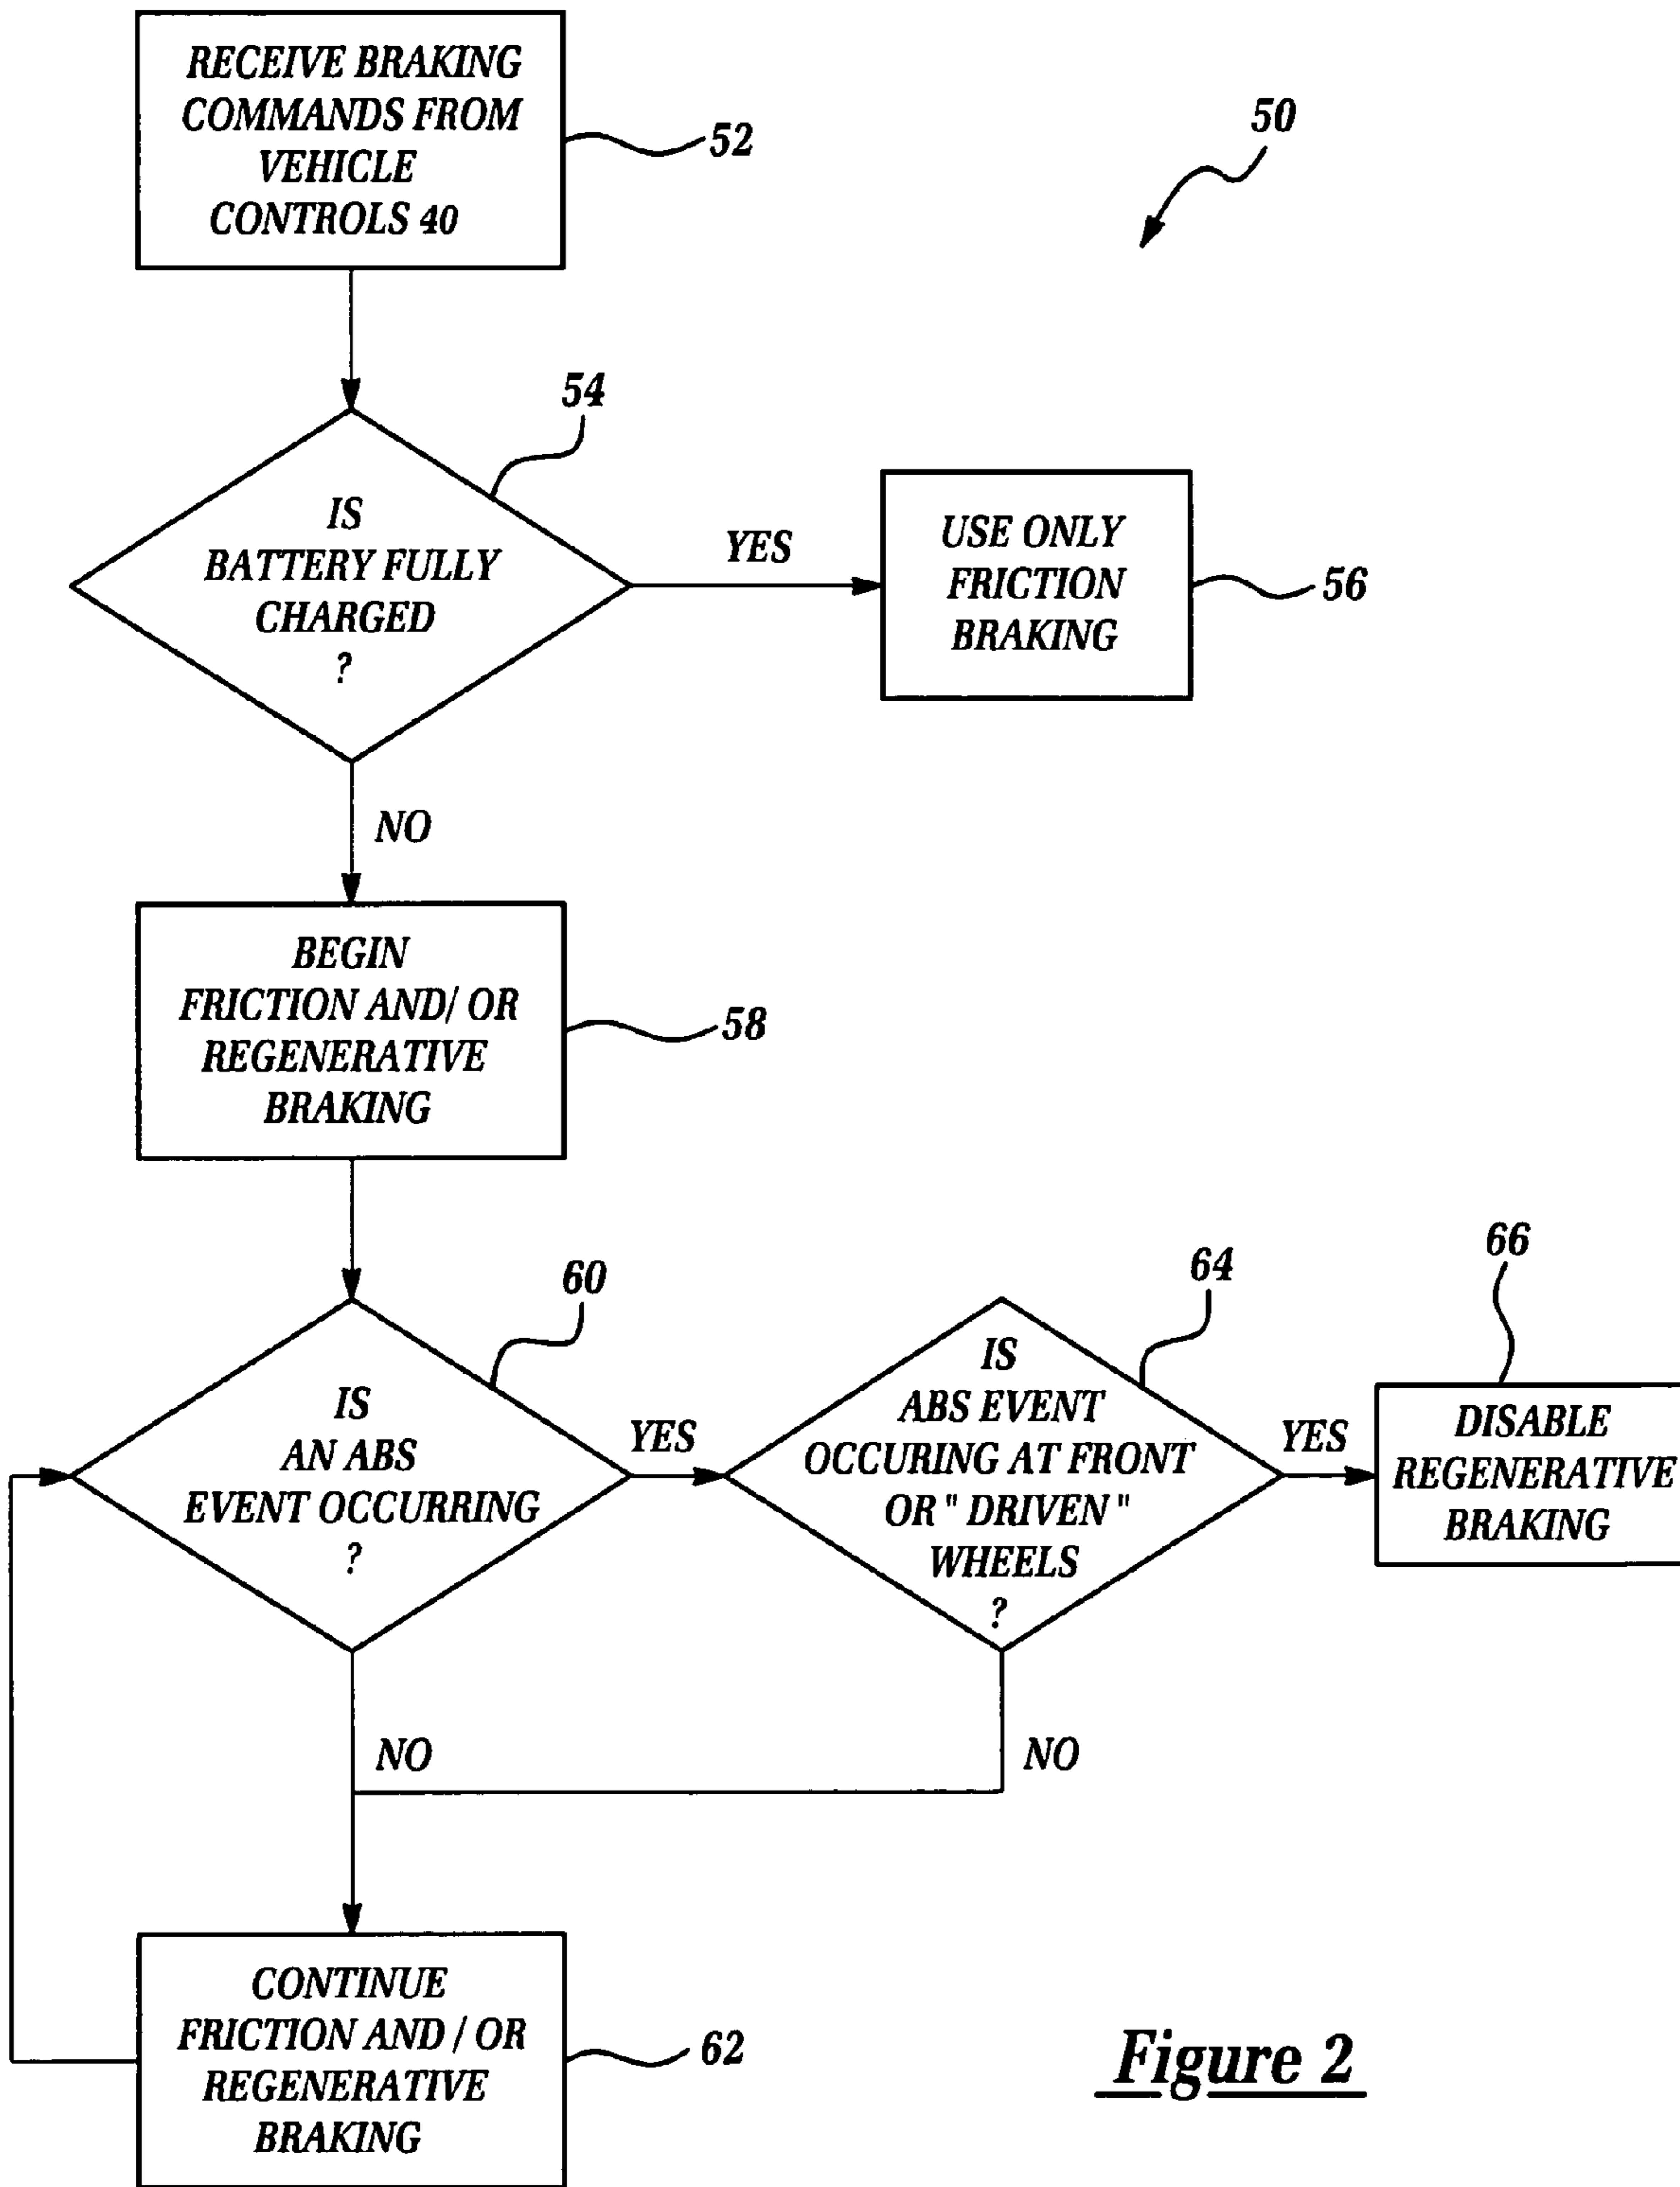 RECEIVE BRAKING
COMMANDS FROM
VEHICLE
CONTROLS 40
52
50
54
IS
BATTERY FULLY
CHARGED
?
YES
USE ONLY
FRICTION
BRAKING
56
NO
BEGIN
FRICTION AND/ OR
REGENERATIVE
BRAKING
58
60
IS
AN ABS
EVENT OCCURRING
?
YES
64
IS
ABS EVENT
OCCURING AT FRONT
OR " DRIVEN "
WHEELS
?
YES
66
DISABLE
REGENERATIVE
BRAKING
NO
NO
CONTINUE
FRICTION AND / OR
REGENERATIVE
BRAKING
62
Figure 2